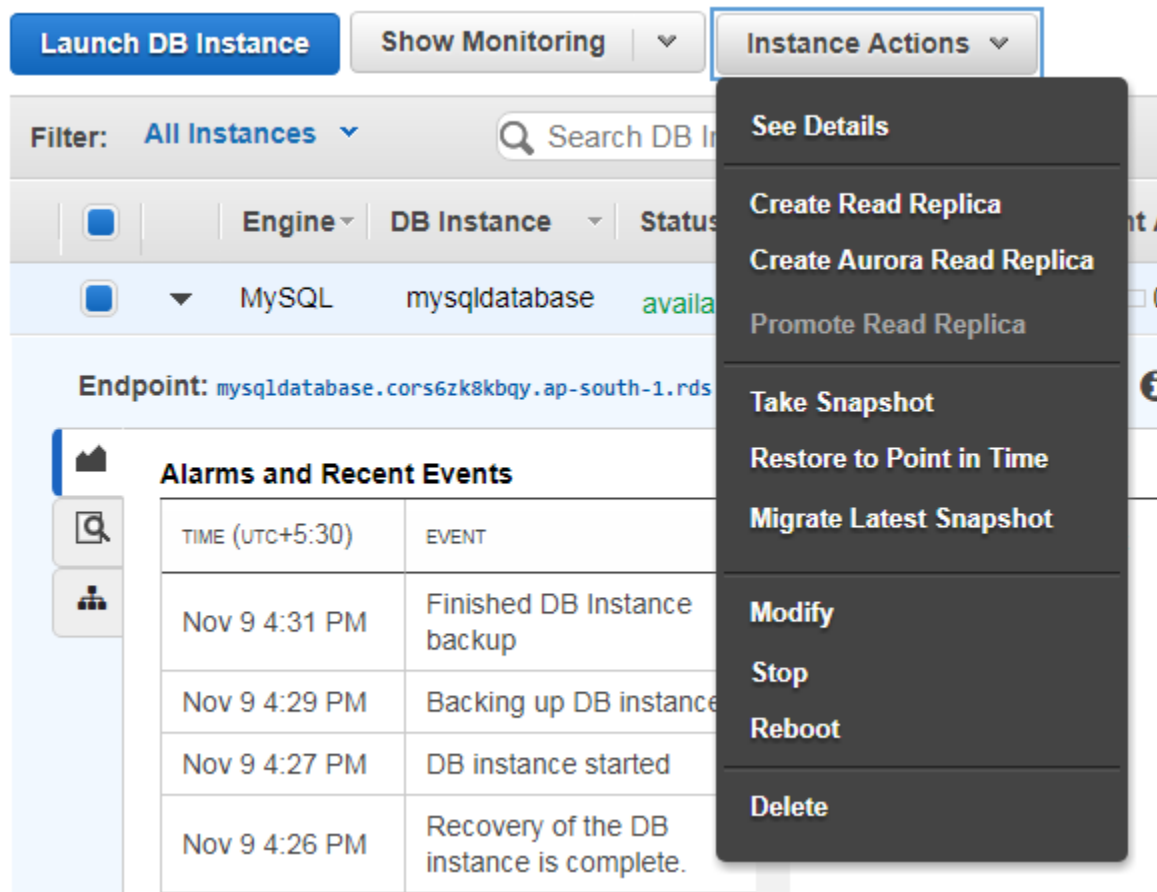 Launch DB Instance Show Monitoring Instance Actions
Filter: All Instances Search DB
Engine DB Instance Status
MySQL mysqldatabase
Endpoint: mysqldatabase.cors6zk8kbqy.ap-south-1.rds
Alarms and Recent Events
TIME (UTC+5:30) EVENT
Nov 9 4:31 PM Finished DB Instance
backup
Nov 9 4:29 PM Backing up DB instance
Nov 9 4:27 PM DB instance started
Nov 9 4:26 PM Recovery of the DB
instance is complete.
See Details
Create Read Replica
Create Aurora Read Replica
Promote Read Replica
Take Snapshot
Restore to Point in Time
Migrate Latest Snapshot
Modify
Stop
Reboot
Delete